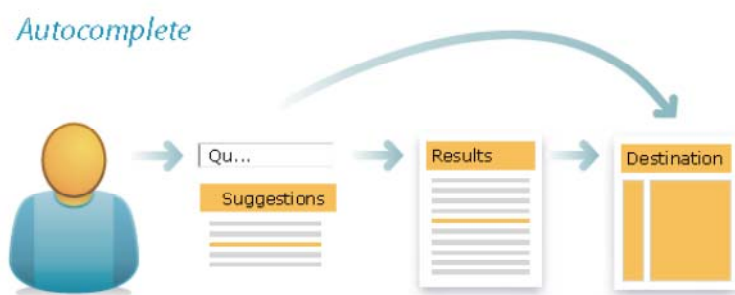 Autocomplete
Qu...
Suggestions
Results
Destination